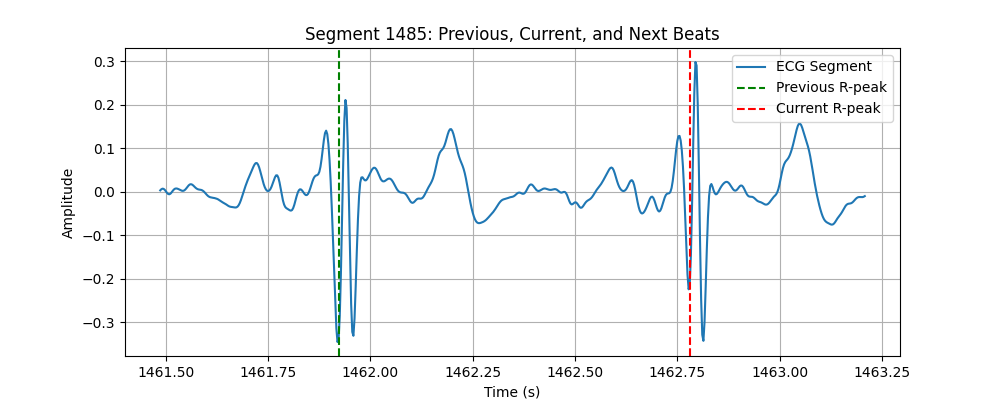 Segment 1485: Previous, Current, and Next Beats
ECG Segment
Previous R-peak
Current R-peak
Amplitude
0.3
0.2
0.1
0.0
−0.1
−0.2
−0.3
1461.50 1461.75 1462.00 1462.25 1462.50 1462.75 1463.00 1463.25
Time (s)